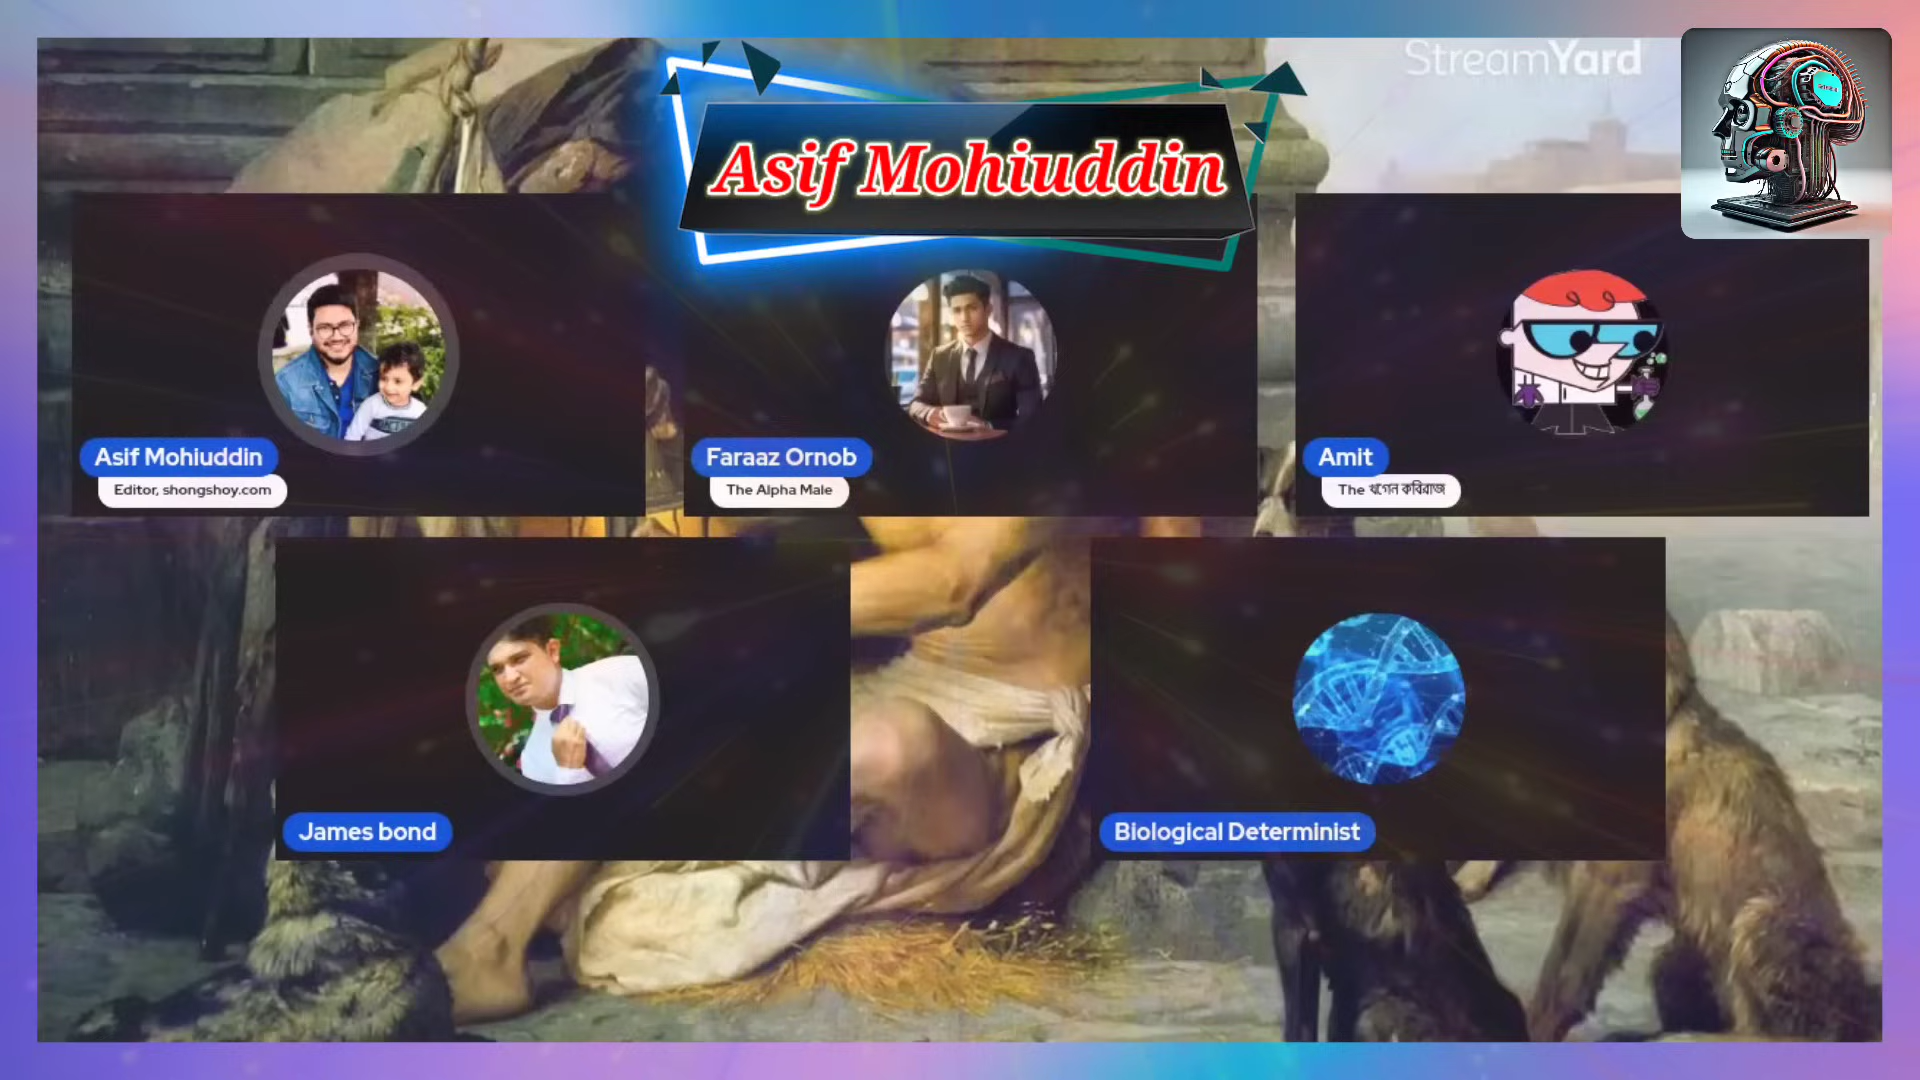 StreamYard
Asif Mohiuddin
Asif Mohiuddin
Editor, shongshoy.com
Faraaz Ornob
The Alpha Male
Amit
The খগেন কবিরাজ
James bond
Biological Determinist